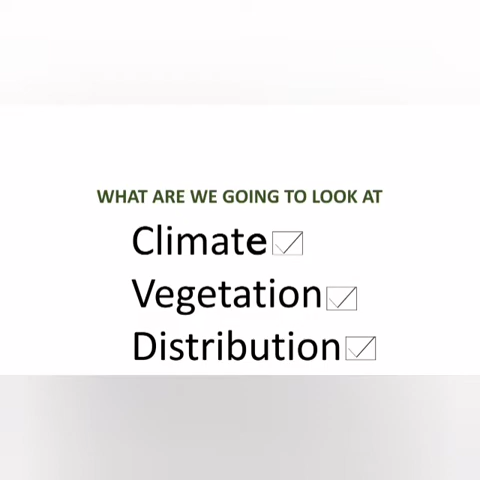 WHAT ARE WE GOING TO LOOK AT
Climate
Vegetation
Distribution